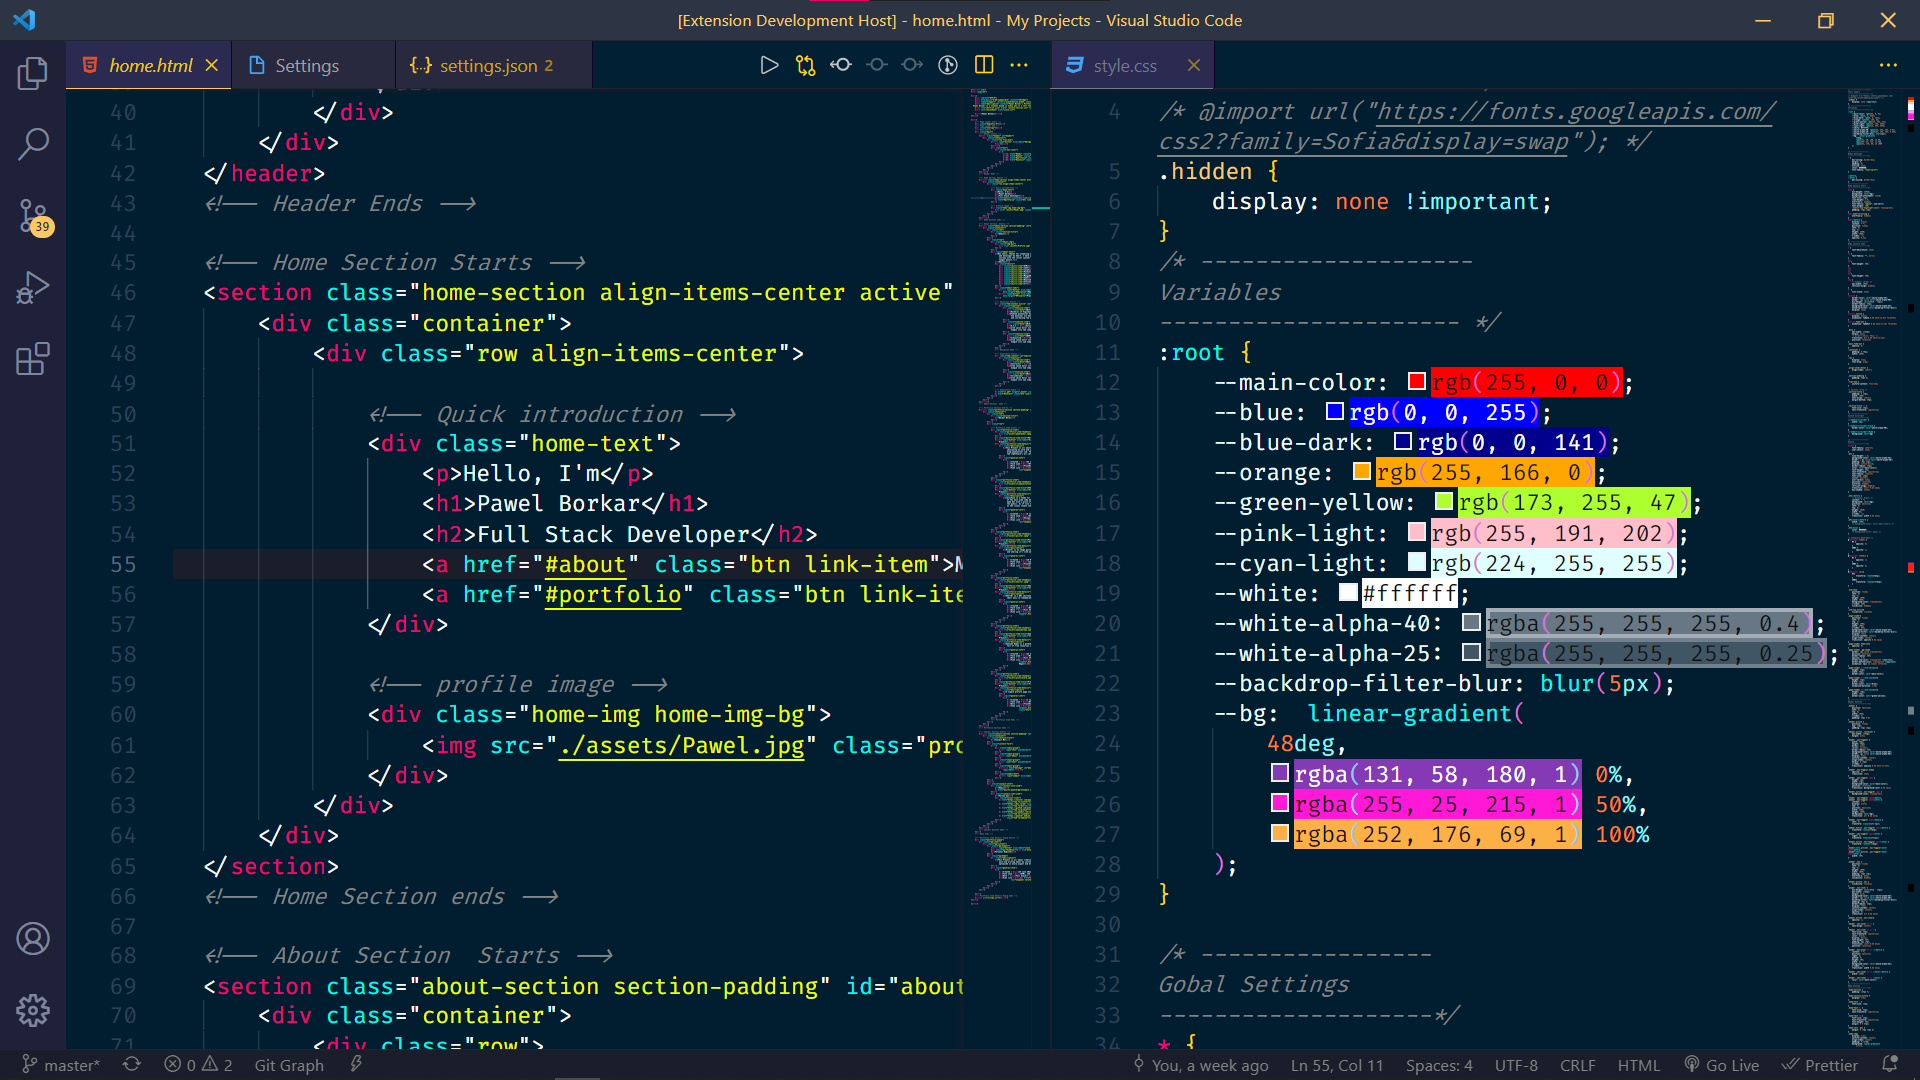 [Extension Development Host] - home.html - My Projects - Visual Studio Code
home.html
Settings
{..} settings.json 2
39
40 </div>
41 </div>
42 </header>
43 <!-- Header Ends -->
44
45 <!-- Home Section Starts -->
46 <section class="home-section align-items-center active"
47 <div class="container">
48 <div class="row align-items-center">
49
50 <!-- Quick introduction -->
51 <div class="home-text">
52 <p>Hello, I'm</p>
53 <h1>Pawel Borkar</h1>
54 <h2>Full Stack Developer</h2>
55 <a href="#about" class="btn link-item">M
56 <a href="#portfolio" class="btn link-ite
57 </div>
58
59 <!-- profile image -->
60 <div class="home-img home-img-bg">
61 <img src="./assets/Pawel.jpg" class="pro
62 </div>
63 </div>
64 </div>
65 </section>
66 <!-- Home Section ends -->
67
68 <!-- About Section  Starts -->
69 <section class="about-section section-padding" id="about
70 <div class="container">
71 <div class="row">
style.css
4 /* @import url("https://fonts.googleapis.com/
css2?family=Sofia&display=swap"); */
5 .hidden {
6 display: none !important;
7 }
8 /* --------------------
9 Variables
10 ---------------------- */
11 :root {
12 --main-color: rgb(255, 0, 0);
13 --blue: rgb(0, 0, 255);
14 --blue-dark: rgb(0, 0, 141);
15 --orange: rgb(255, 166, 0);
16 --green-yellow: rgb(173, 255, 47);
17 --pink-light: rgb(255, 191, 202);
18 --cyan-light: rgb(224, 255, 255);
19 --white: #ffffff;
20 --white-alpha-40: rgba(255, 255, 255, 0.4);
21 --white-alpha-25: rgba(255, 255, 255, 0.25);
22 --backdrop-filter-blur: blur(5px);
23 --bg:  linear-gradient(
24 48deg,
25 rgba(131, 58, 180, 1) 0%,
26 rgba(255, 25, 215, 1) 50%,
27 rgba(252, 176, 69, 1) 100%
28 );
29 }
30
31 /* -----------------
32 Gobal Settings
33 --------------------*/
34 * {
master* 0 2 Git Graph You, a week ago Ln 55, Col 11 Spaces: 4 UTF-8 CRLF HTML Go Live Prettier